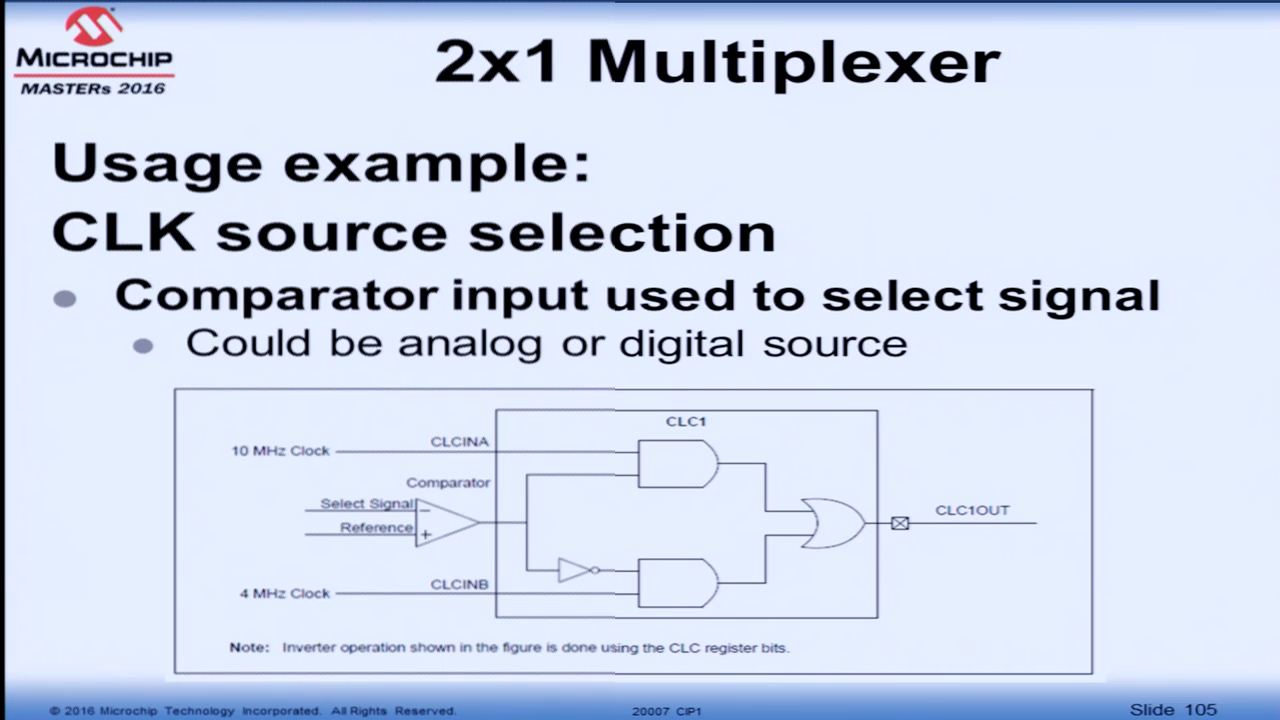 MICROCHIP
MASTERs 2016
2x1 Multiplexer
Usage example:
CLK source selection
Comparator input used to select signal
Could be analog or digital source
CLC1
CLCINA
10 MHz Clock
Comparator
Select Signal
−
Reference
+
CLC1OUT
CLCINB
4 MHz Clock
Note: Inverter operation shown in the figure is done using the CLC register bits.
© 2016 Microchip Technology Incorporated. All Rights Reserved.
20007 CIP1
Slide 105